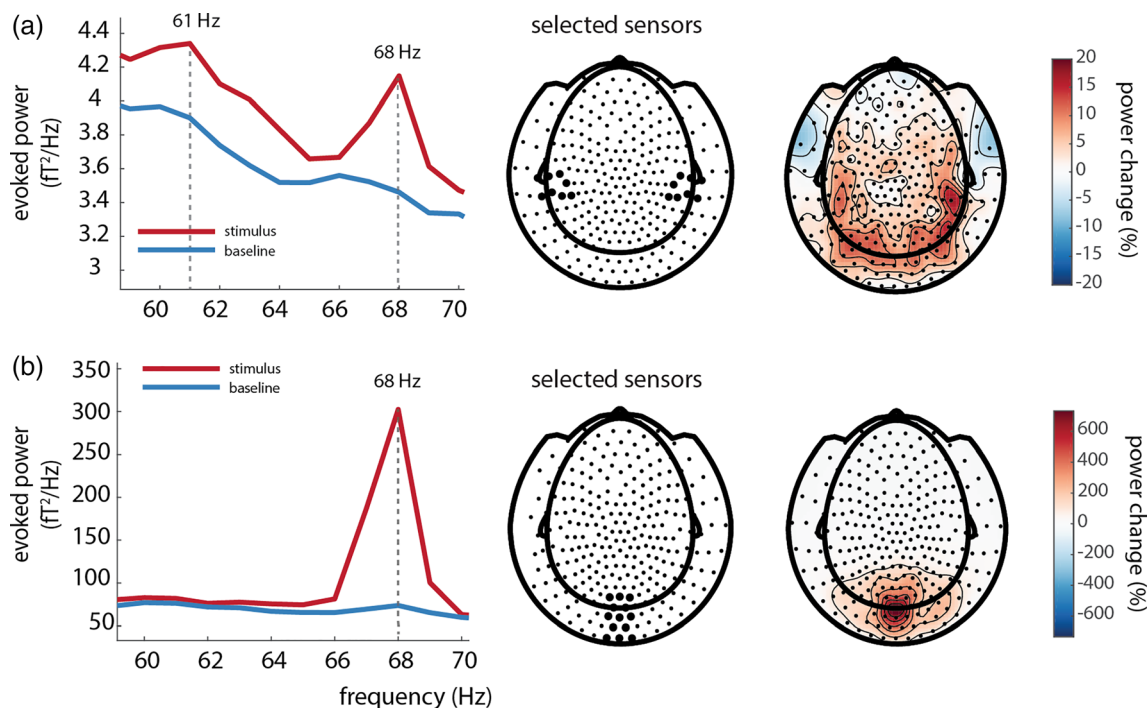 (a)
61 Hz
68 Hz
evoked power
(fT²/Hz)
4.4
4.2
4
3.8
3.6
3.4
3.2
3
stimulus
baseline
60
62
64
66
68
70
selected sensors
20
15
10
5
0
-5
-10
-15
-20
power change (%)
(b)
68 Hz
evoked power
(fT²/Hz)
350
300
250
200
150
100
50
stimulus
baseline
60
62
64
66
68
70
frequency (Hz)
selected sensors
600
400
200
0
-200
-400
-600
power change (%)